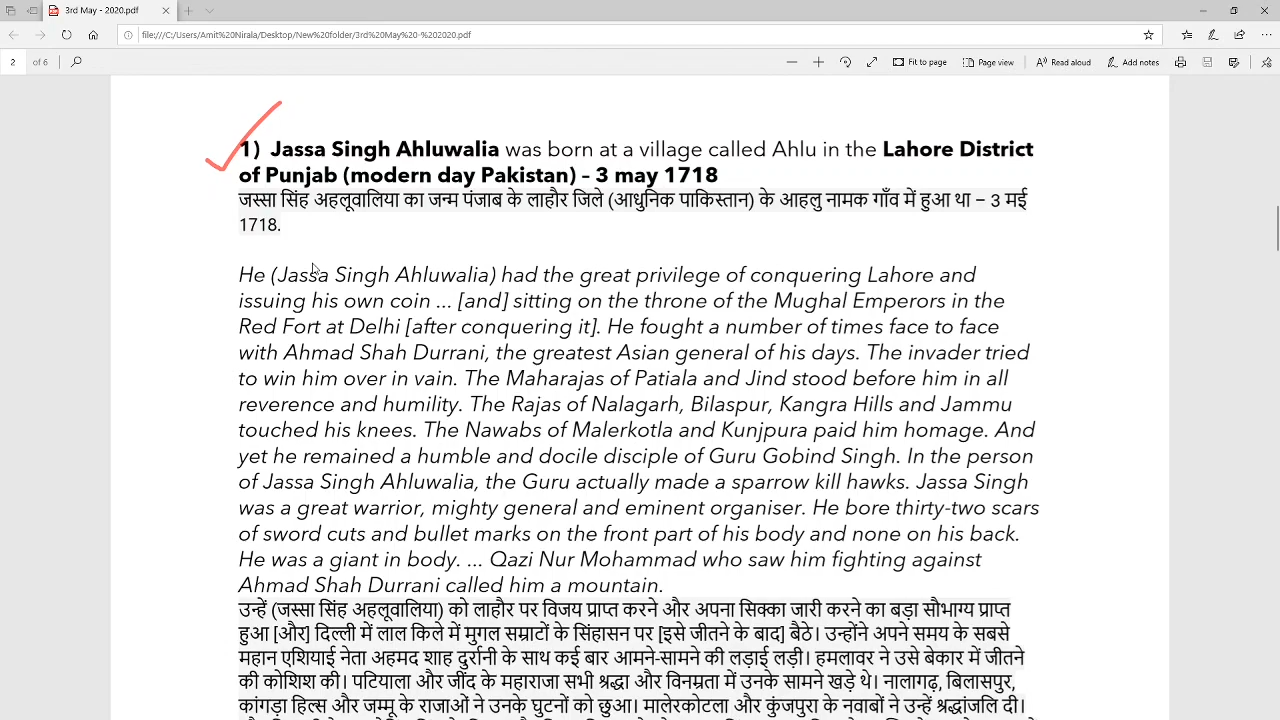 3rd May - 2020.pdf
file:///C:/Users/Amit%20Nirala/Desktop/New%20folder/3rd%20May%20-%202020.pdf
2 of 6 Fit to page Page view Read aloud Add notes
1) Jassa Singh Ahluwalia was born at a village called Ahlu in the Lahore District
of Punjab (modern day Pakistan) – 3 may 1718
जस्सा सिंह अहलूवालिया का जन्म पंजाब के लाहौर जिले (आधुनिक पाकिस्तान) के आहलु नामक गाँव में हुआ था – 3 मई
1718.
He (Jassa Singh Ahluwalia) had the great privilege of conquering Lahore and
issuing his own coin ... [and] sitting on the throne of the Mughal Emperors in the
Red Fort at Delhi [after conquering it]. He fought a number of times face to face
with Ahmad Shah Durrani, the greatest Asian general of his days. The invader tried
to win him over in vain. The Maharajas of Patiala and Jind stood before him in all
reverence and humility. The Rajas of Nalagarh, Bilaspur, Kangra Hills and Jammu
touched his knees. The Nawabs of Malerkotla and Kunjpura paid him homage. And
yet he remained a humble and docile disciple of Guru Gobind Singh. In the person
of Jassa Singh Ahluwalia, the Guru actually made a sparrow kill hawks. Jassa Singh
was a great warrior, mighty general and eminent organiser. He bore thirty-two scars
of sword cuts and bullet marks on the front part of his body and none on his back.
He was a giant in body. ... Qazi Nur Mohammad who saw him fighting against
Ahmad Shah Durrani called him a mountain.
उन्हें (जस्सा सिंह अहलूवालिया) को लाहौर पर विजय प्राप्त करने और अपना सिक्का जारी करने का बड़ा सौभाग्य प्राप्त
हुआ [और] दिल्ली में लाल किले में मुगल सम्राटों के सिंहासन पर [इसे जीतने के बाद] बैठे। उन्होंने अपने समय के सबसे
महान एशियाई नेता अहमद शाह दुर्रानी के साथ कई बार आमने-सामने की लड़ाई लड़ी। हमलावर ने उसे बेकार में जीतने
की कोशिश की। पटियाला और जींद के महाराजा सभी श्रद्धा और विनम्रता में उनके सामने खड़े थे। नालागढ़, बिलासपुर,
कांगड़ा हिल्स और जम्मू के राजाओं ने उनके घुटनों को छुआ। मालेरकोटला और कुंजपुरा के नवाबों ने उन्हें श्रद्धांजलि दी।